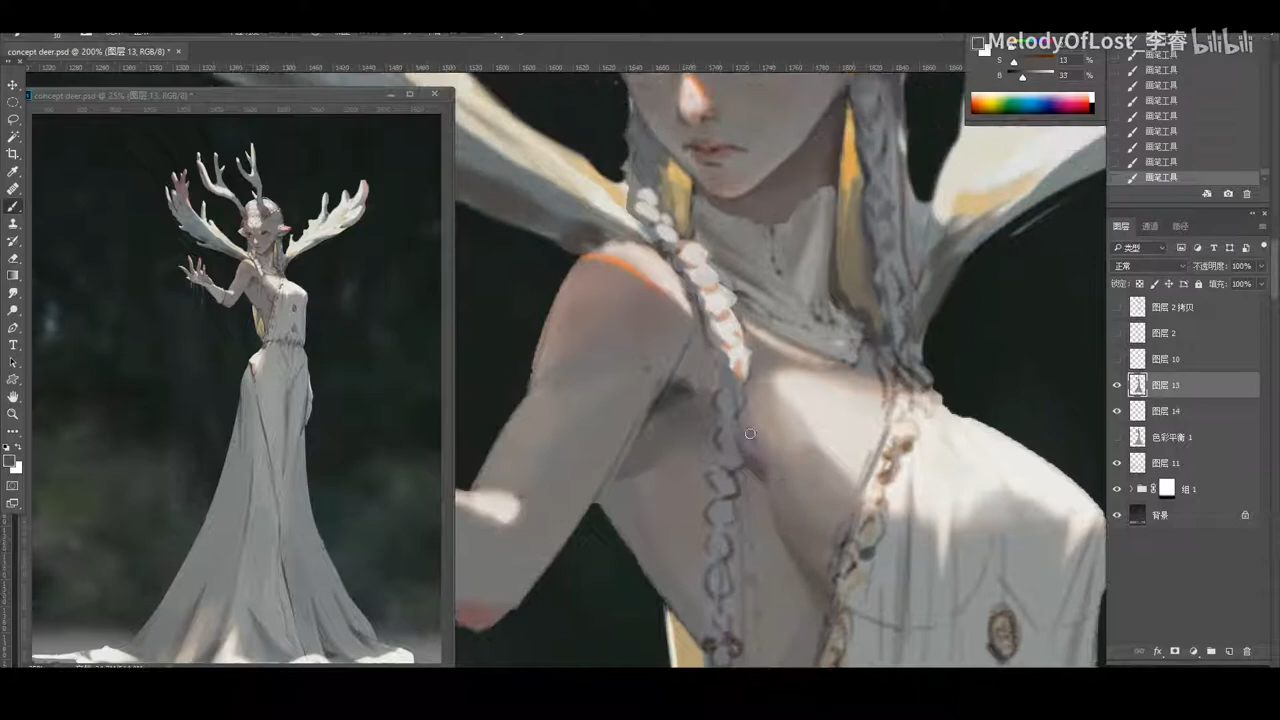 MelodyOfLost 李睿 bilibili
concept deer.psd @ 200% (图层 13, RGB/8) * ×
S 13 %
B 33 %
concept deer.psd @ 25% (图层 13, RGB/8) *
画笔工具
画笔工具
画笔工具
画笔工具
画笔工具
画笔工具
画笔工具
画笔工具
画笔工具
图层 通道 路径
类型
正常 不透明度: 100%
锁定: 填充: 100%
图层 2 拷贝
图层 2
图层 10
图层 13
图层 14
色彩平衡 1
图层 11
组 1
背景
fx